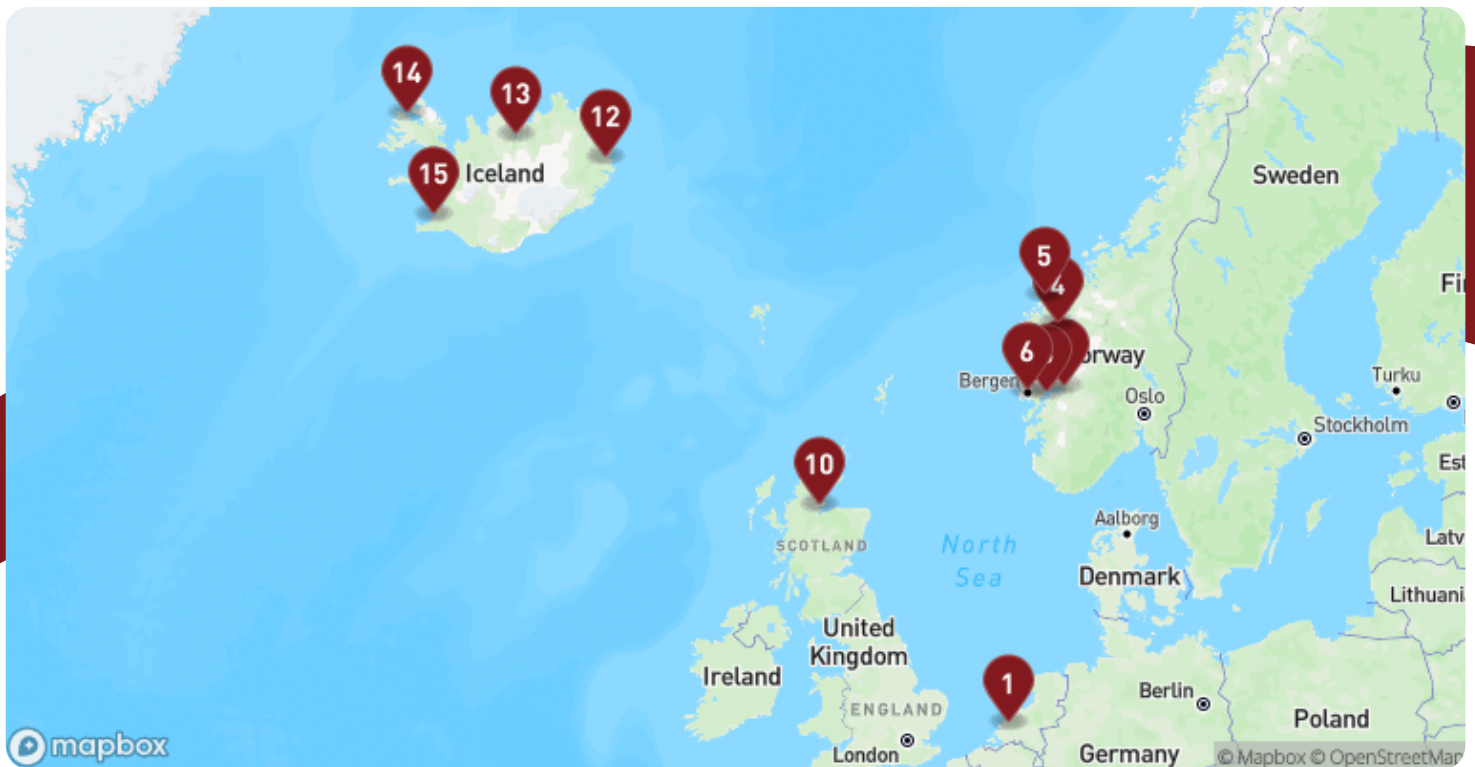 14
13
12
15
Iceland
Sweden
5
4
6
orway
Bergen
Oslo
Turku
Stockholm
10
Aalborg
SCOTLAND
North
Sea
Denmark
Fi
Est
Latv
Lithuani
United
Kingdom
Ireland
1
ENGLAND
London
Berlin
Poland
Germany
mapbox
© Mapbox © OpenStreetMap